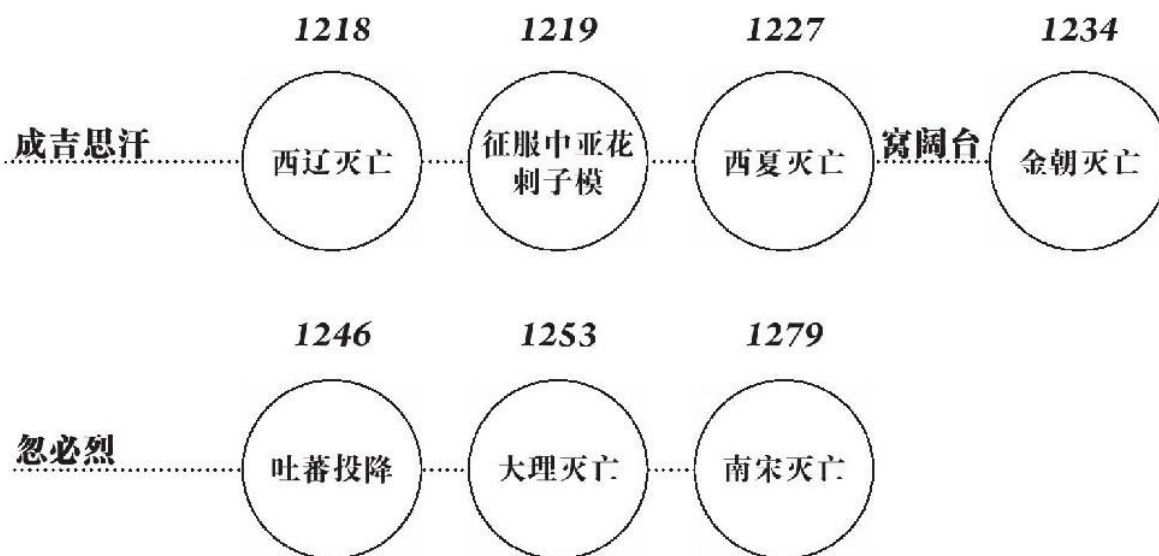 1218 1219 1227 1234
成吉思汗 西辽灭亡 征服中亚花 西夏灭亡 窝阔台 金朝灭亡
刺子模
1246 1253 1279
忽必烈 吐蕃投降 大理灭亡 南宋灭亡